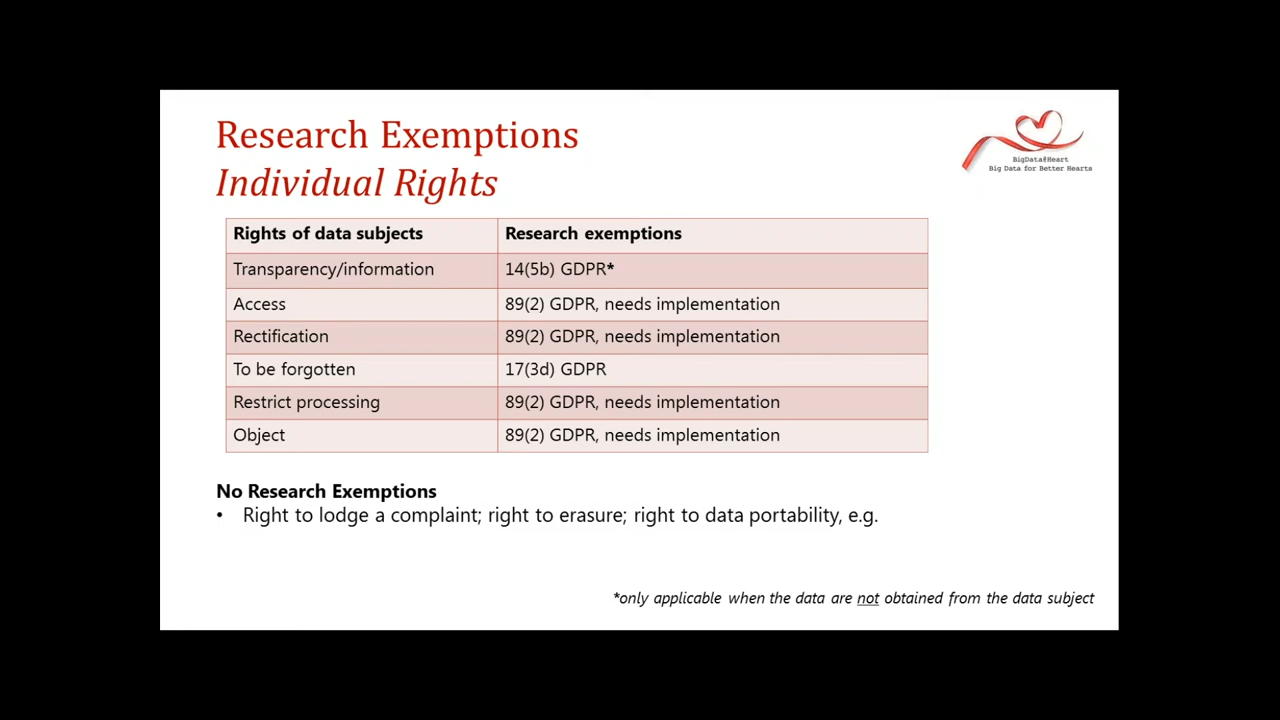 Research Exemptions
Individual Rights
BigData@Heart
Big Data for Better Hearts
Rights of data subjects Research exemptions
Transparency/information 14(5b) GDPR*
Access 89(2) GDPR, needs implementation
Rectification 89(2) GDPR, needs implementation
To be forgotten 17(3d) GDPR
Restrict processing 89(2) GDPR, needs implementation
Object 89(2) GDPR, needs implementation
No Research Exemptions
• Right to lodge a complaint; right to erasure; right to data portability, e.g.
*only applicable when the data are not obtained from the data subject